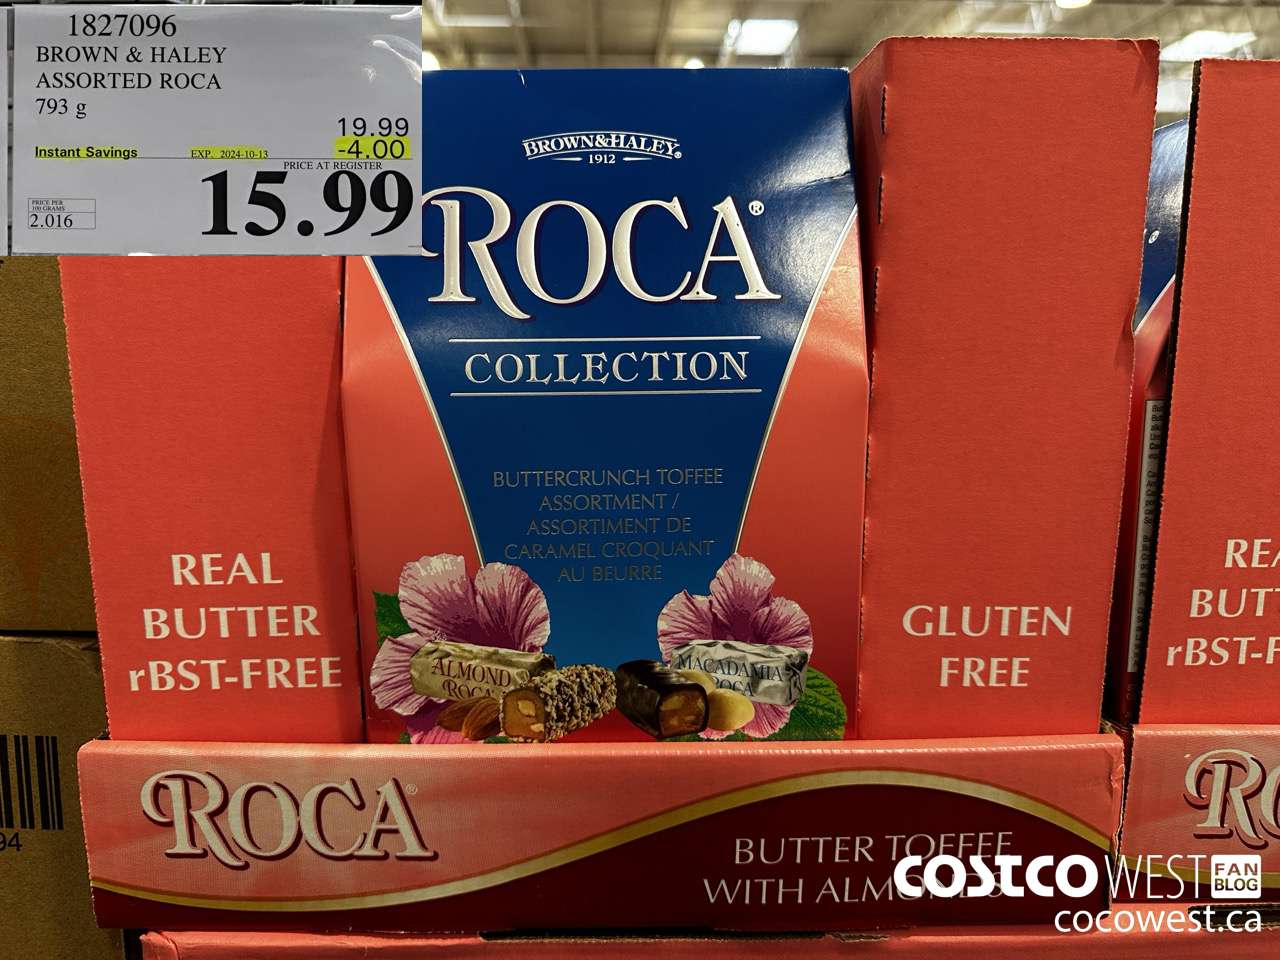 1827096
BROWN & HALEY
ASSORTED ROCA
793 g
19.99
Instant Savings EXP. 2024-10-13 -4.00
PRICE AT REGISTER
15.99
PRICE PER
100 GRAMS
2.016
BROWN&HALEY®
1912
ROCA®
COLLECTION
BUTTERCRUNCH TOFFEE
ASSORTMENT /
ASSORTIMENT DE
CARAMEL CROQUANT
AU BEURRE
ALMOND
ROCA
MACADAMIA
ROCA
REAL
BUTTER
rBST-FREE
GLUTEN
FREE
REA
BUTT
rBST-F
ROCA®
BUTTER TOFFEE
WITH ALMONDS
RO
94
COSTCO WEST FAN BLOG
cocowest.ca